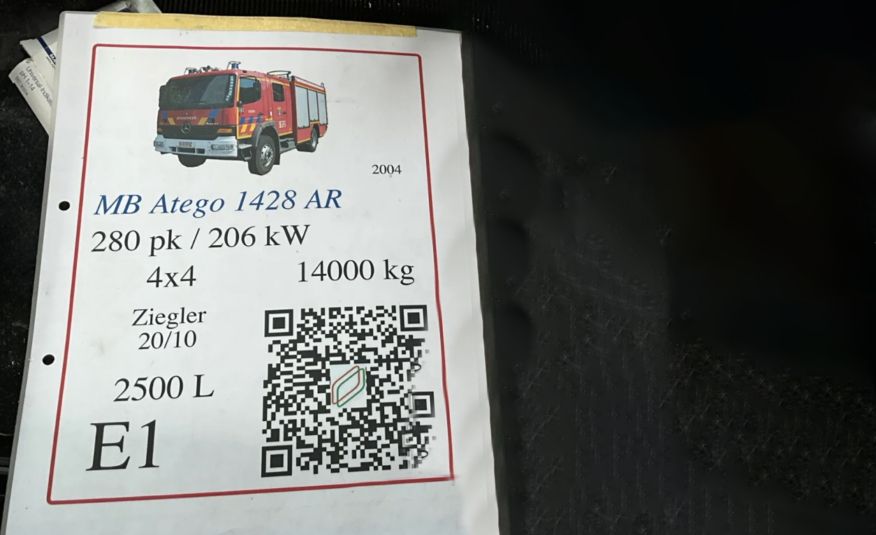 2004
MB Atego 1428 AR
280 pk / 206 kW
4x4 14000 kg
Ziegler
20/10
2500 L
E1